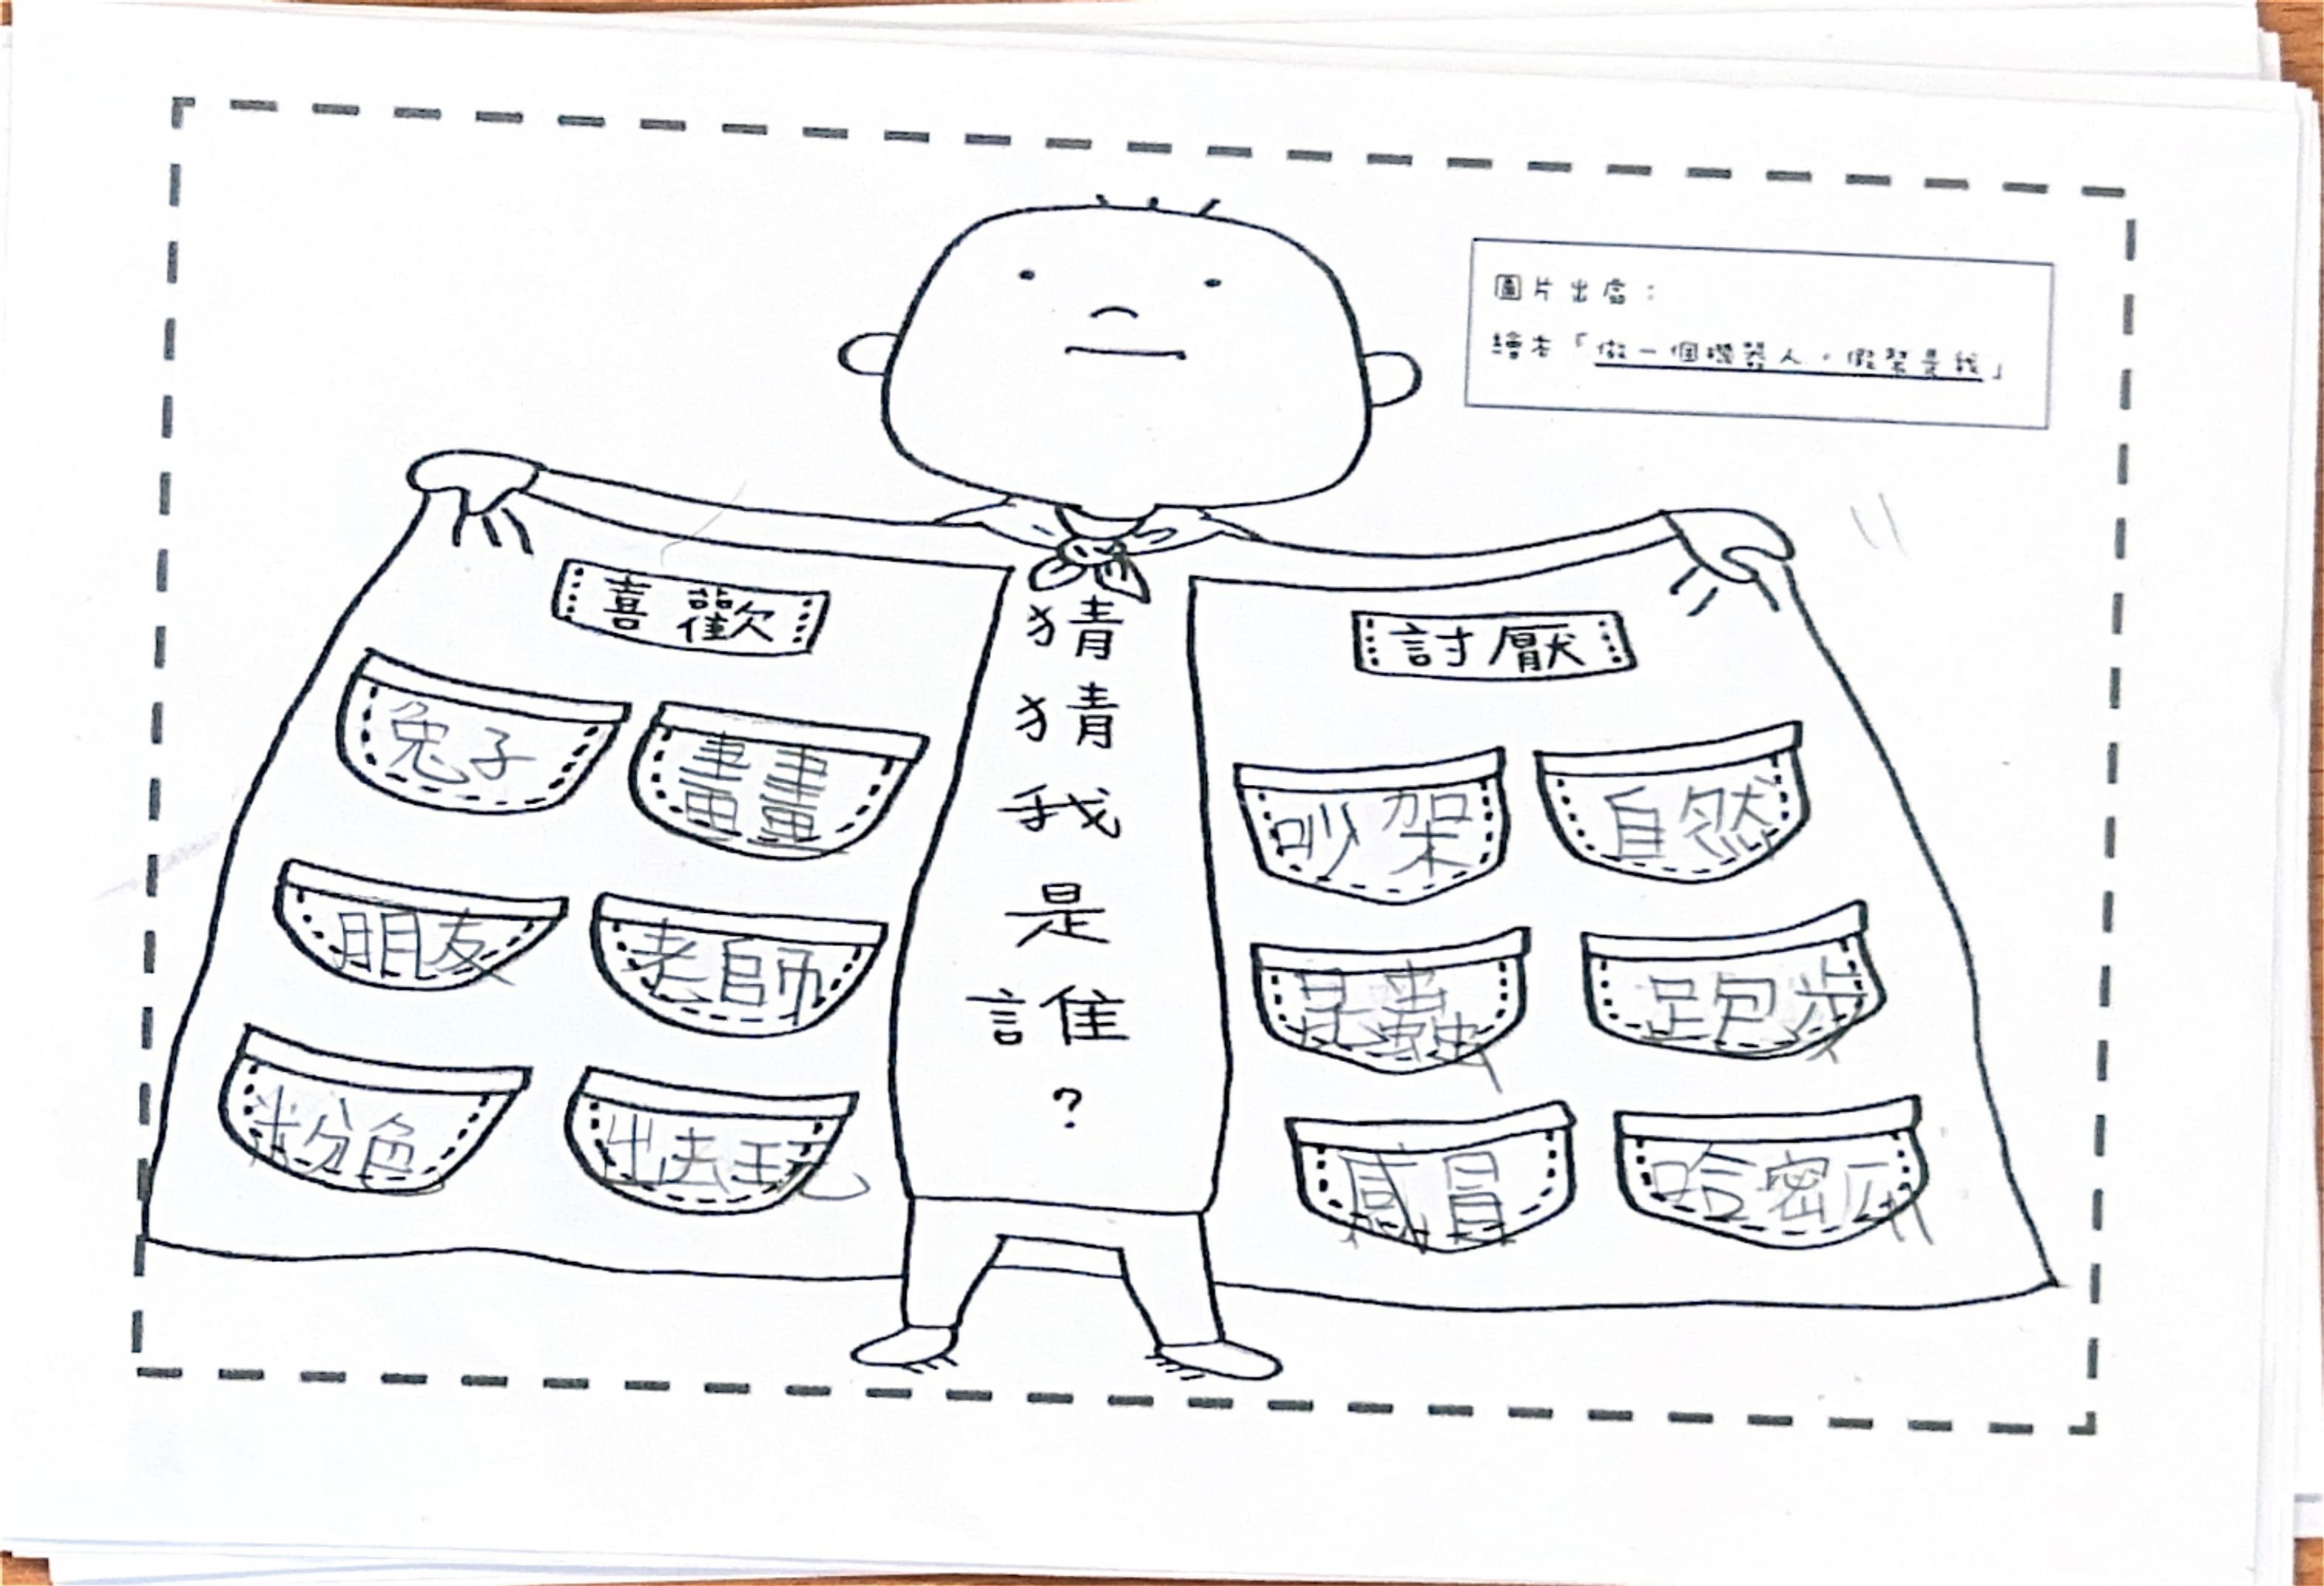 圖片出處：
繪本「做一個機器人，假裝是我」
喜歡
兔子
畫畫
朋友
老師
粉色
出去玩
猜
猜
我
是
誰
?
討厭
吵架
自然
昆蟲
跑步
感冒
哈密瓜